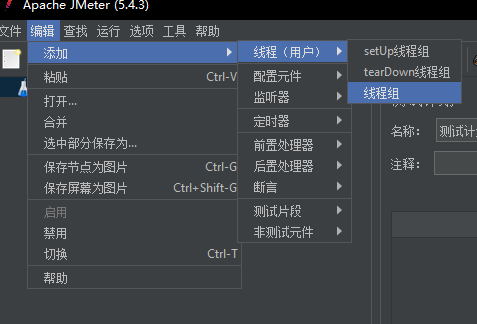 Apache JMeter (5.4.3)
文件 编辑 查找 运行 选项 工具 帮助
添加
粘贴 Ctrl-V
打开...
合并
选中部分保存为...
保存节点为图片 Ctrl-G
保存屏幕为图片 Ctrl+Shift-G
启用
禁用
切换 Ctrl-T
帮助
线程（用户）
配置元件
监听器
定时器
前置处理器
后置处理器
断言
测试片段
非测试元件
setUp线程组
tearDown线程组
线程组
名称： 测试计
注释：